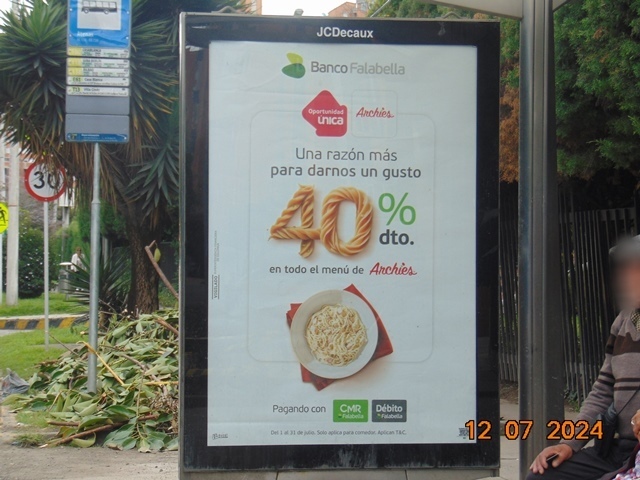 JCDecaux
Banco Falabella
Oportunidad
única
Archies
Una razón más
para darnos un gusto
40%
dto.
en todo el menú de Archies
Pagando con CMR Falabella Débito Falabella
Del 1 al 31 de julio. Solo aplica para comedor. Aplican T&C.
30
12 07 2024